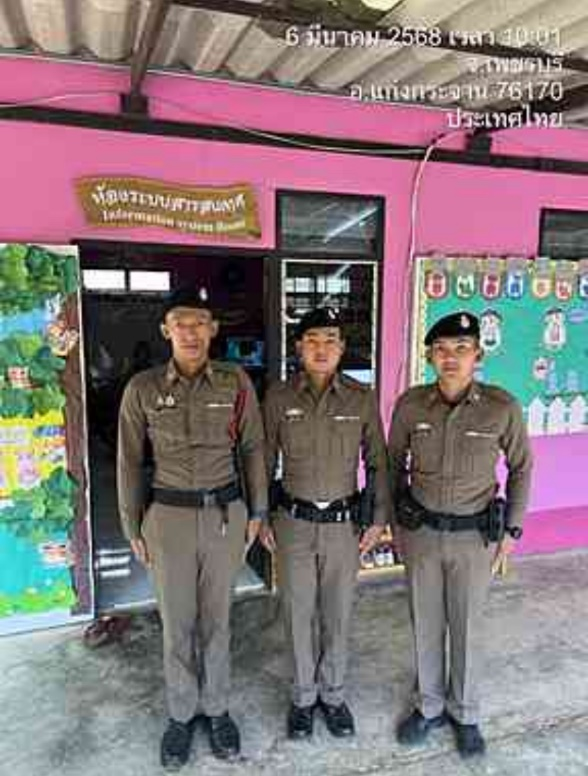 6 มีนาคม 2568 เวลา 10:01
จ.เพชรบุรี
อ.แก่งกระจาน 76170
ประเทศไทย
ห้องระบบสารสนเทศ
Information system Room